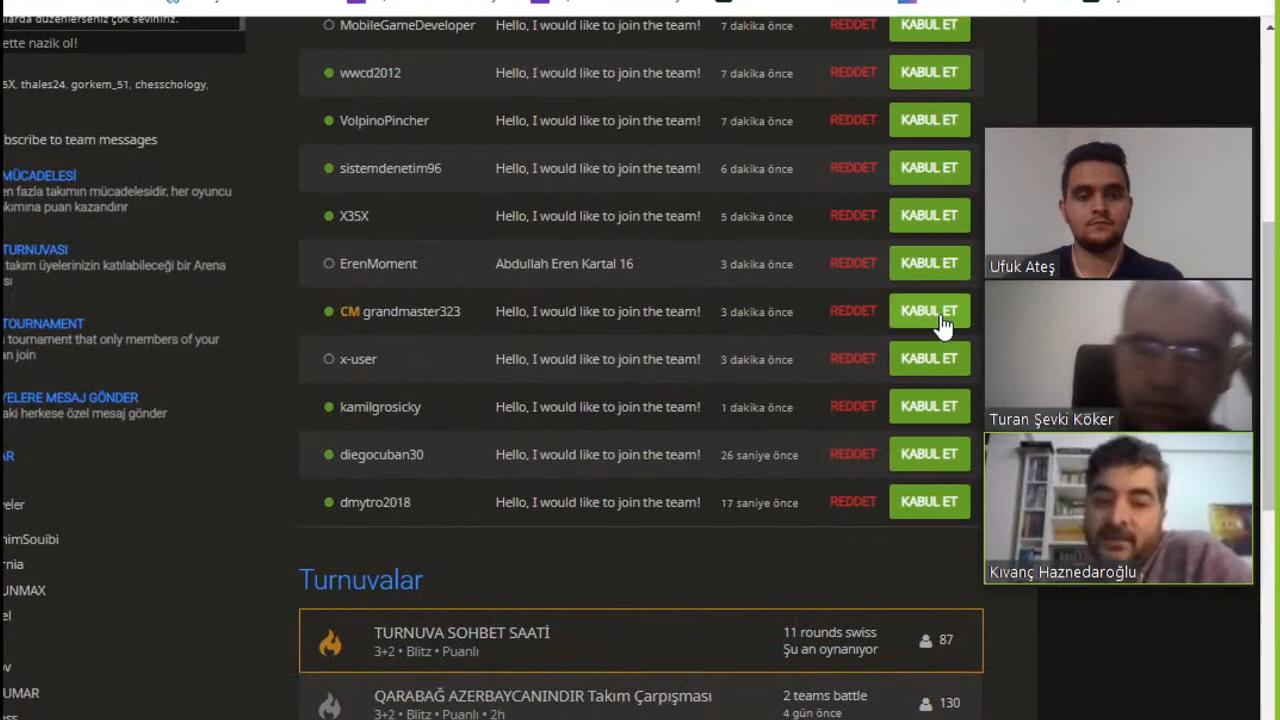 larda düzenlerseniz çok seviniriz.
ette nazik ol!
5X, thales24, gorkem_51, chesschology,
bscribe to team messages
MÜCADELESİ
en fazla takımın mücadelesidir, her oyuncu
akımına puan kazandırır
TURNUVASI
takım üyelerinizin katılabileceği bir Arena
sı
TOURNAMENT
s tournament that only members of your
an join
YELERE MESAJ GÖNDER
aki herkese özel mesaj gönder
AR
veler
nimSouibi
rnia
UNMAX
el
ov
UMAR
MobileGameDeveloper Hello, I would like to join the team! 7 dakika önce REDDET KABUL ET
wwcd2012 Hello, I would like to join the team! 7 dakika önce REDDET KABUL ET
VolpinoPincher Hello, I would like to join the team! 7 dakika önce REDDET KABUL ET
sistemdenetim96 Hello, I would like to join the team! 6 dakika önce REDDET KABUL ET
X35X Hello, I would like to join the team! 5 dakika önce REDDET KABUL ET
ErenMoment Abdullah Eren Kartal 16 3 dakika önce REDDET KABUL ET
CM grandmaster323 Hello, I would like to join the team! 3 dakika önce REDDET KABUL ET
x-user Hello, I would like to join the team! 3 dakika önce REDDET KABUL ET
kamilgrosicky Hello, I would like to join the team! 1 dakika önce REDDET KABUL ET
diegocuban30 Hello, I would like to join the team! 26 saniye önce REDDET KABUL ET
dmytro2018 Hello, I would like to join the team! 17 saniye önce REDDET KABUL ET
Turnuvalar
TURNUVA SOHBET SAATİ 11 rounds swiss 87
3+2 • Blitz • Puanlı Şu an oynanıyor
QARABAĞ AZERBAYCANINDIR Takım Çarpışması 2 teams battle 130
3+2 • Blitz • Puanlı • 2h 4 gün önce
Ufuk Ateş
Turan Şevki Köker
Kıvanç Haznedaroğlu